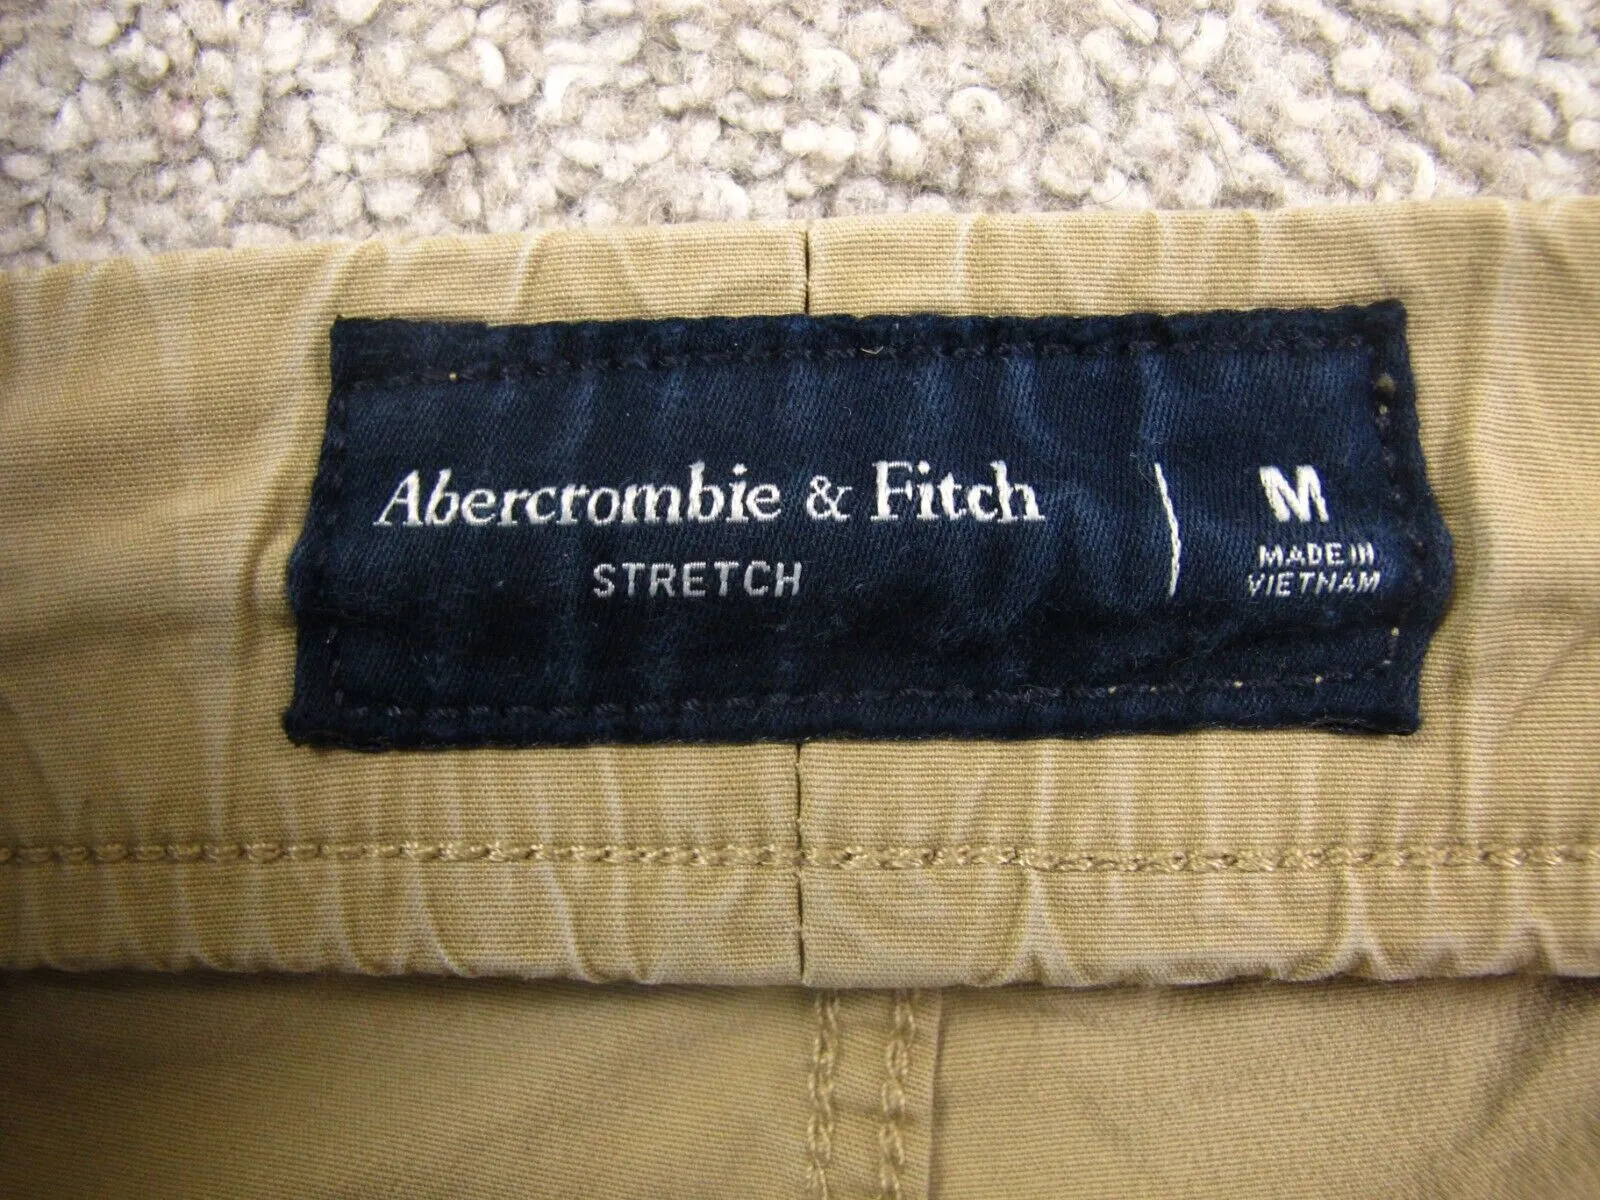 Abercrombie & Fitch
STRETCH
M
MADE IN
VIETNAM